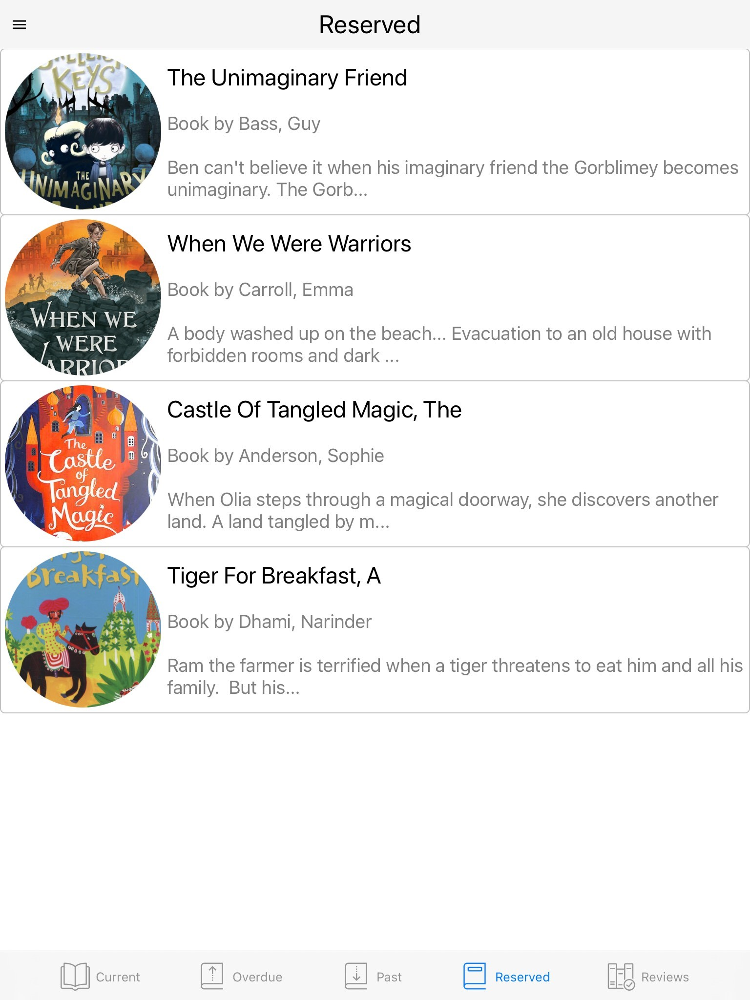 Reserved
KEYS
THE
UNIMAGINARY
The Unimaginary Friend
Book by Bass, Guy
Ben can't believe it when his imaginary friend the Gorblimey becomes
unimaginary. The Gorb...
WHEN WE
WERE
WARRIOR
When We Were Warriors
Book by Carroll, Emma
A body washed up on the beach... Evacuation to an old house with
forbidden rooms and dark ...
The
Castle
of
Tangled
Magic
Castle Of Tangled Magic, The
Book by Anderson, Sophie
When Olia steps through a magical doorway, she discovers another
land. A land tangled by m...
Breakfast
Tiger For Breakfast, A
Book by Dhami, Narinder
Ram the farmer is terrified when a tiger threatens to eat him and all his
family.  But his...
Current
Overdue
Past
Reserved
Reviews